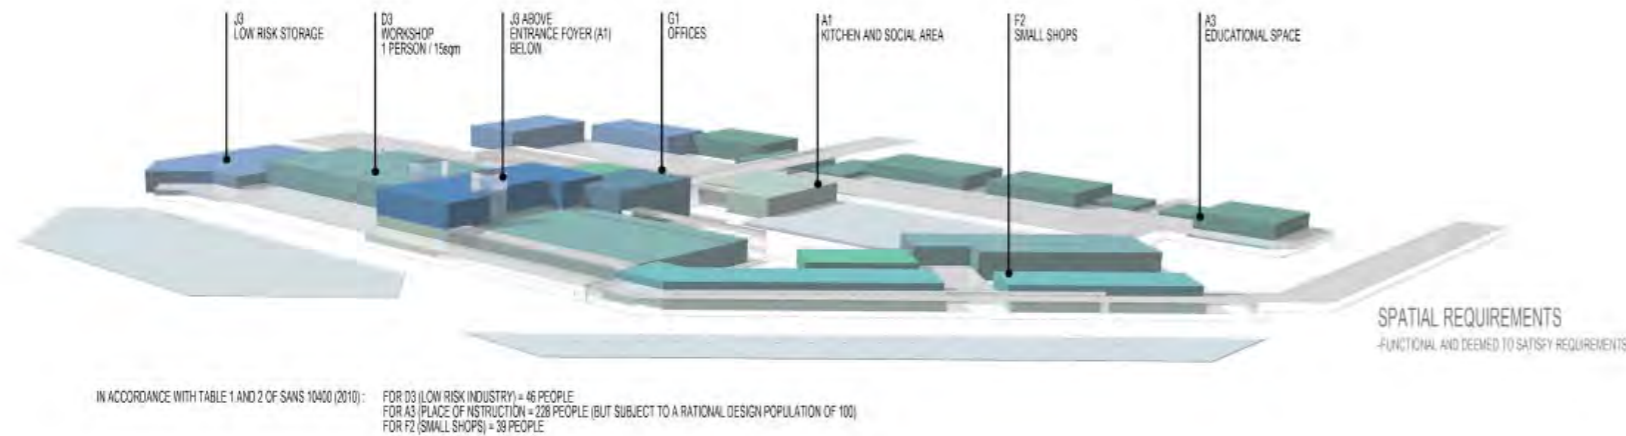 J3
LOW RISK STORAGE
D3
WORKSHOP
1 PERSON / 15sqm
J3 ABOVE
ENTRANCE FOYER (A1)
BELOW
G1
OFFICES
A1
KITCHEN AND SOCIAL AREA
F2
SMALL SHOPS
A3
EDUCATIONAL SPACE
SPATIAL REQUIREMENTS
-FUNCTIONAL AND DEEMED TO SATISFY REQUIREMENTS
IN ACCORDANCE WITH TABLE 1 AND 2 OF SANS 10400 (2010) : FOR D3 (LOW RISK INDUSTRY) = 46 PEOPLE
FOR A3 (PLACE OF NSTRUCTION = 228 PEOPLE (BUT SUBJECT TO A RATIONAL DESIGN POPULATION OF 100)
FOR F2 (SMALL SHOPS) = 39 PEOPLE